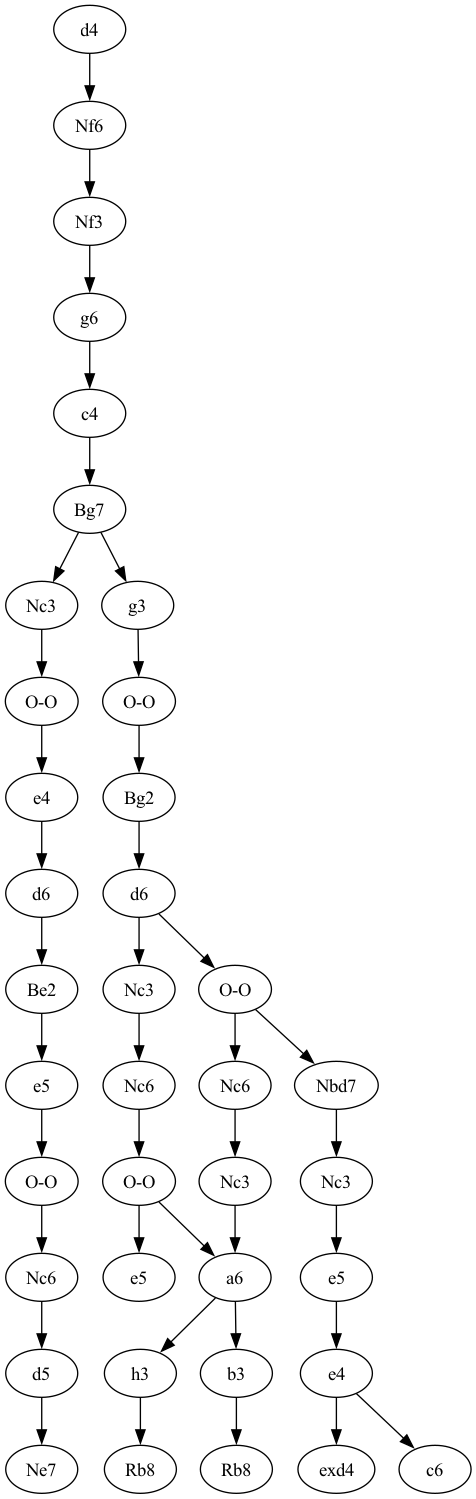 d4
Nf6
Nf3
g6
c4
Bg7
Nc3 g3
O-O O-O
e4 Bg2
d6 d6
Be2 Nc3 O-O
e5 Nc6 Nbd7
Nc6
O-O O-O Nc3 Nc3
Nc6 e5 a6 e5
d5 h3 b3 e4
Ne7 Rb8 Rb8 exd4 c6